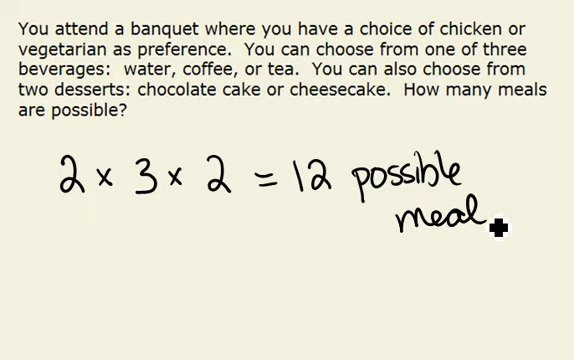 You attend a banquet where you have a choice of chicken or
vegetarian as preference.  You can choose from one of three
beverages:  water, coffee, or tea.  You can also choose from
two desserts: chocolate cake or cheesecake.  How many meals
are possible?
2 × 3 × 2 = 12 possible
meal